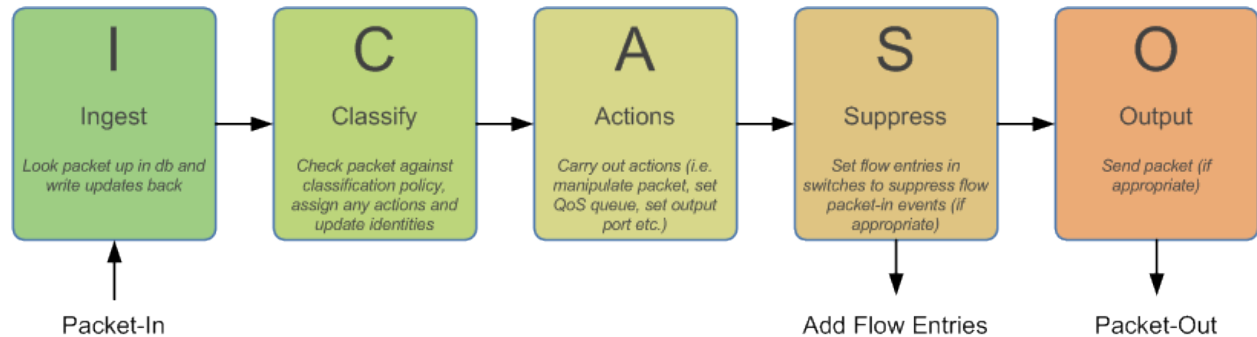 I
Ingest
Look packet up in db and
write updates back
C
Classify
Check packet against
classification policy,
assign any actions and
update identities
A
Actions
Carry out actions (i.e.
manipulate packet, set
QoS queue, set output
port etc.)
S
Suppress
Set flow entries in
switches to suppress flow
packet-in events (if
appropriate)
O
Output
Send packet (if
appropriate)
Packet-In
Add Flow Entries
Packet-Out